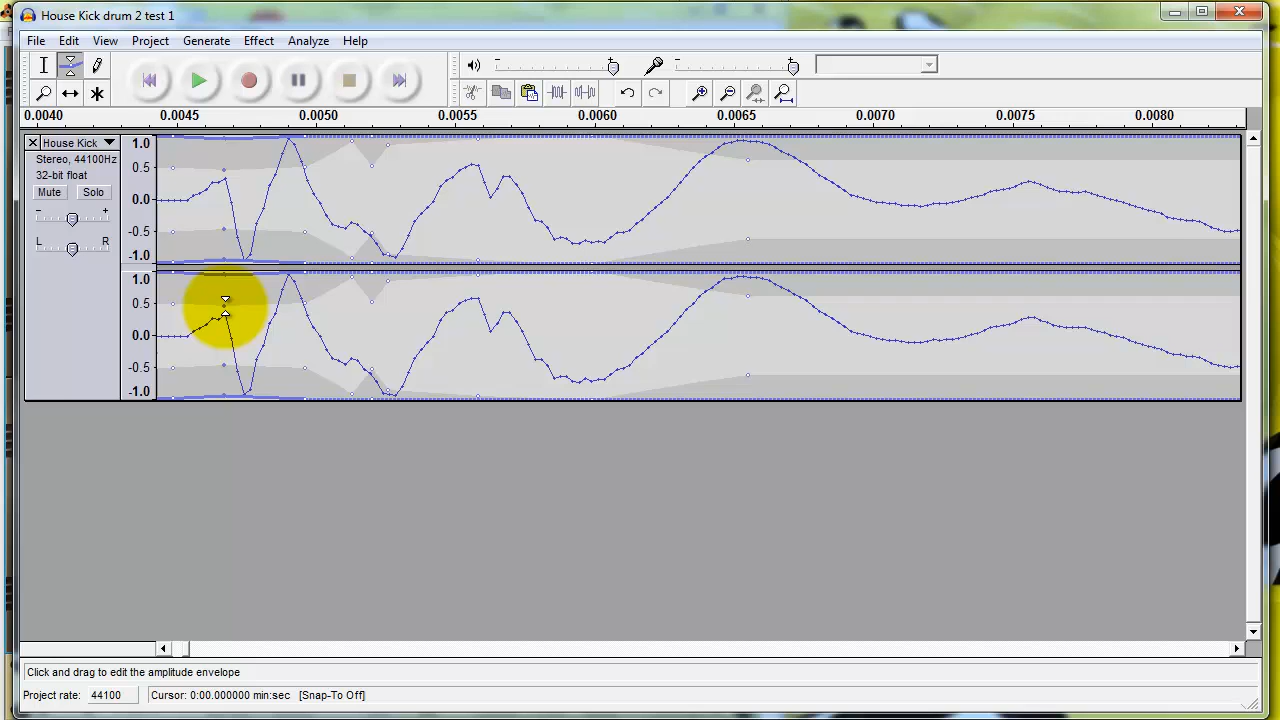 House Kick drum 2 test 1
File Edit View Project Generate Effect Analyze Help
0.0040 0.0045 0.0050 0.0055 0.0060 0.0065 0.0070 0.0075 0.0080
House Kick
Stereo, 44100Hz
32-bit float
Mute Solo
- +
L R
1.0
0.5
0.0
-0.5
-1.0
1.0
0.5
0.0
-0.5
-1.0
Click and drag to edit the amplitude envelope
Project rate: 44100 Cursor: 0:00.000000 min:sec [Snap-To Off]